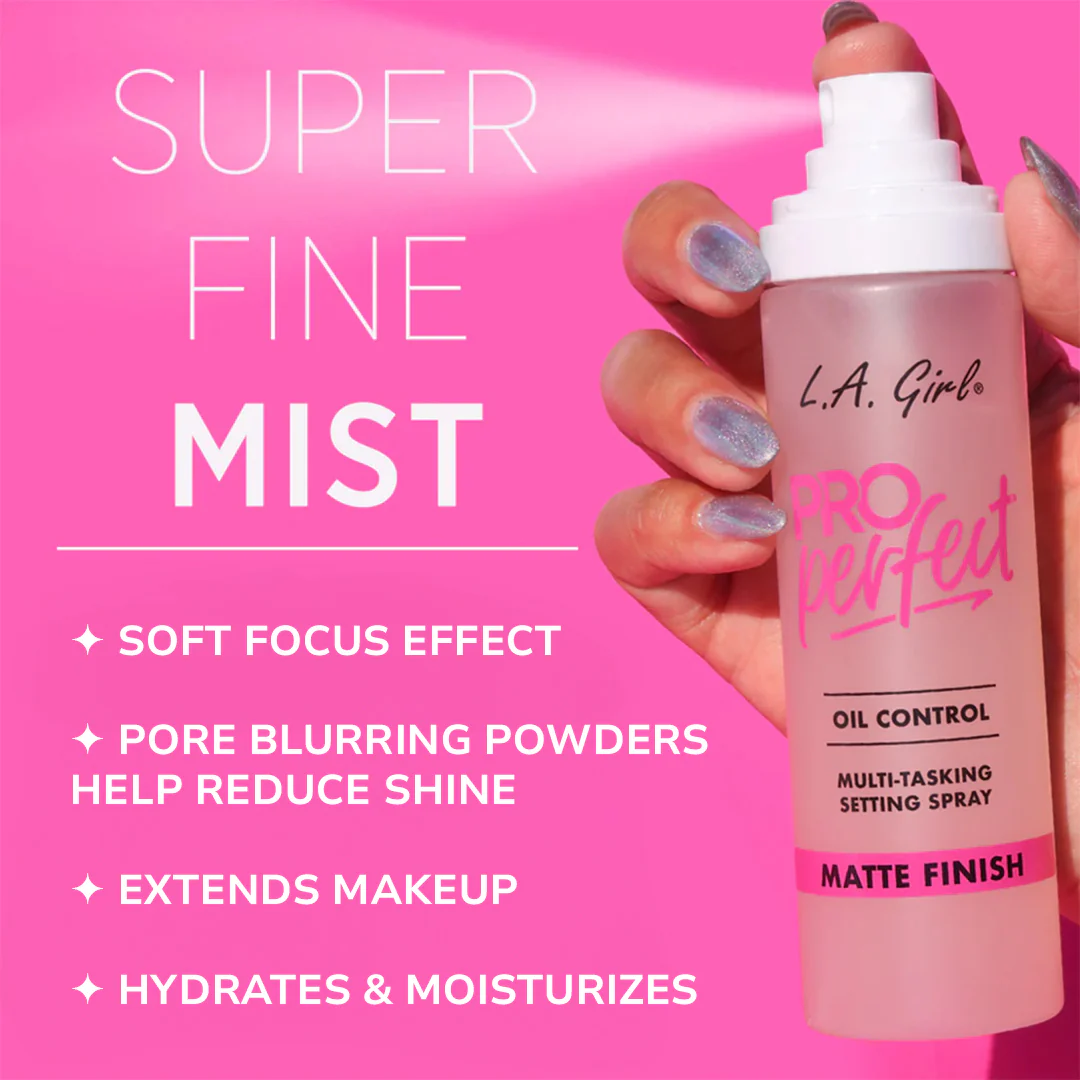 SUPER
FINE
MIST
✦ SOFT FOCUS EFFECT
✦ PORE BLURRING POWDERS
HELP REDUCE SHINE
✦ EXTENDS MAKEUP
✦ HYDRATES & MOISTURIZES
L.A. Girl®
PRO
perfect
OIL CONTROL
MULTI-TASKING
SETTING SPRAY
MATTE FINISH